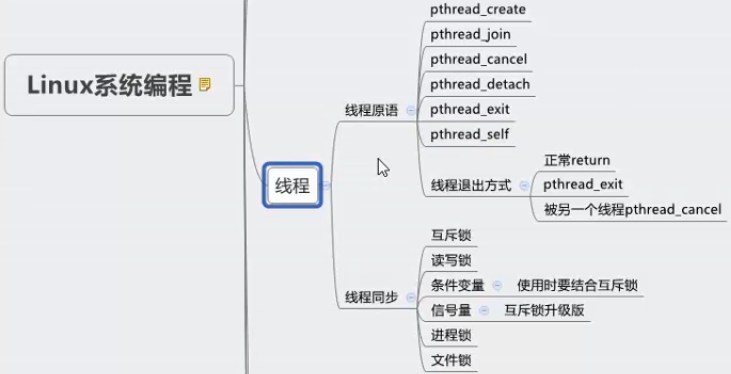 Linux系统编程
线程
线程原语
pthread_create
pthread_join
pthread_cancel
pthread_detach
pthread_exit
pthread_self
线程退出方式
正常return
pthread_exit
被另一个线程pthread_cancel
线程同步
互斥锁
读写锁
条件变量
使用时要结合互斥锁
信号量
互斥锁升级版
进程锁
文件锁